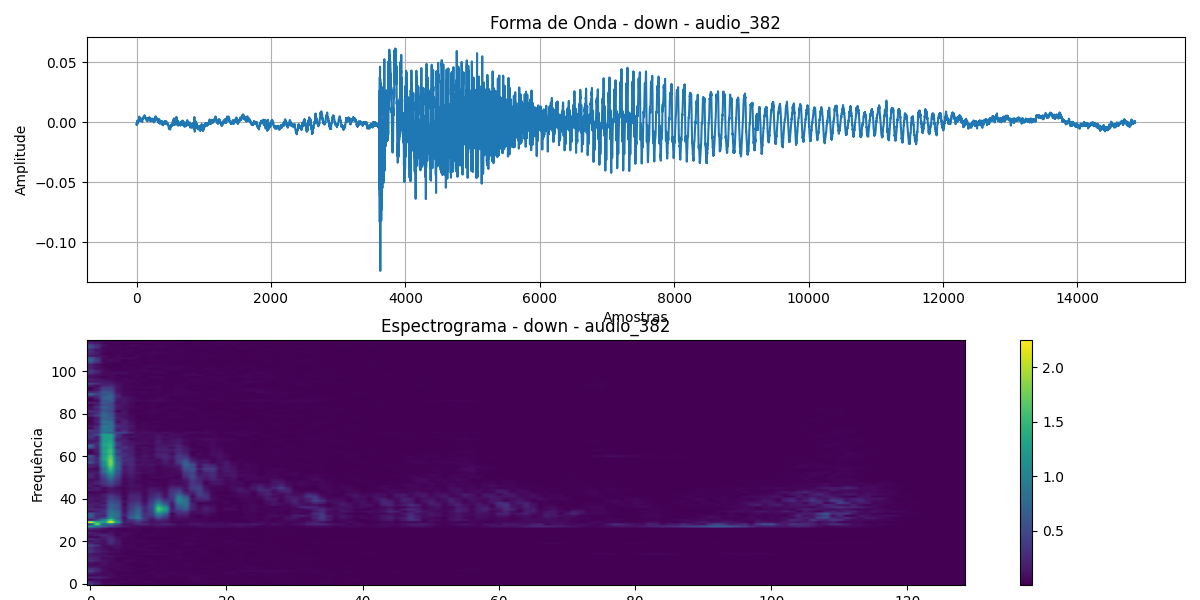 Forma de Onda - down - audio_382
Amplitude
0.05
0.00
−0.05
−0.10
0 2000 4000 6000 8000 10000 12000 14000
Amostras
Espectrograma - down - audio_382
Frequência
100
80
60
40
20
0
0 20 40 60 80 100 120
2.0
1.5
1.0
0.5